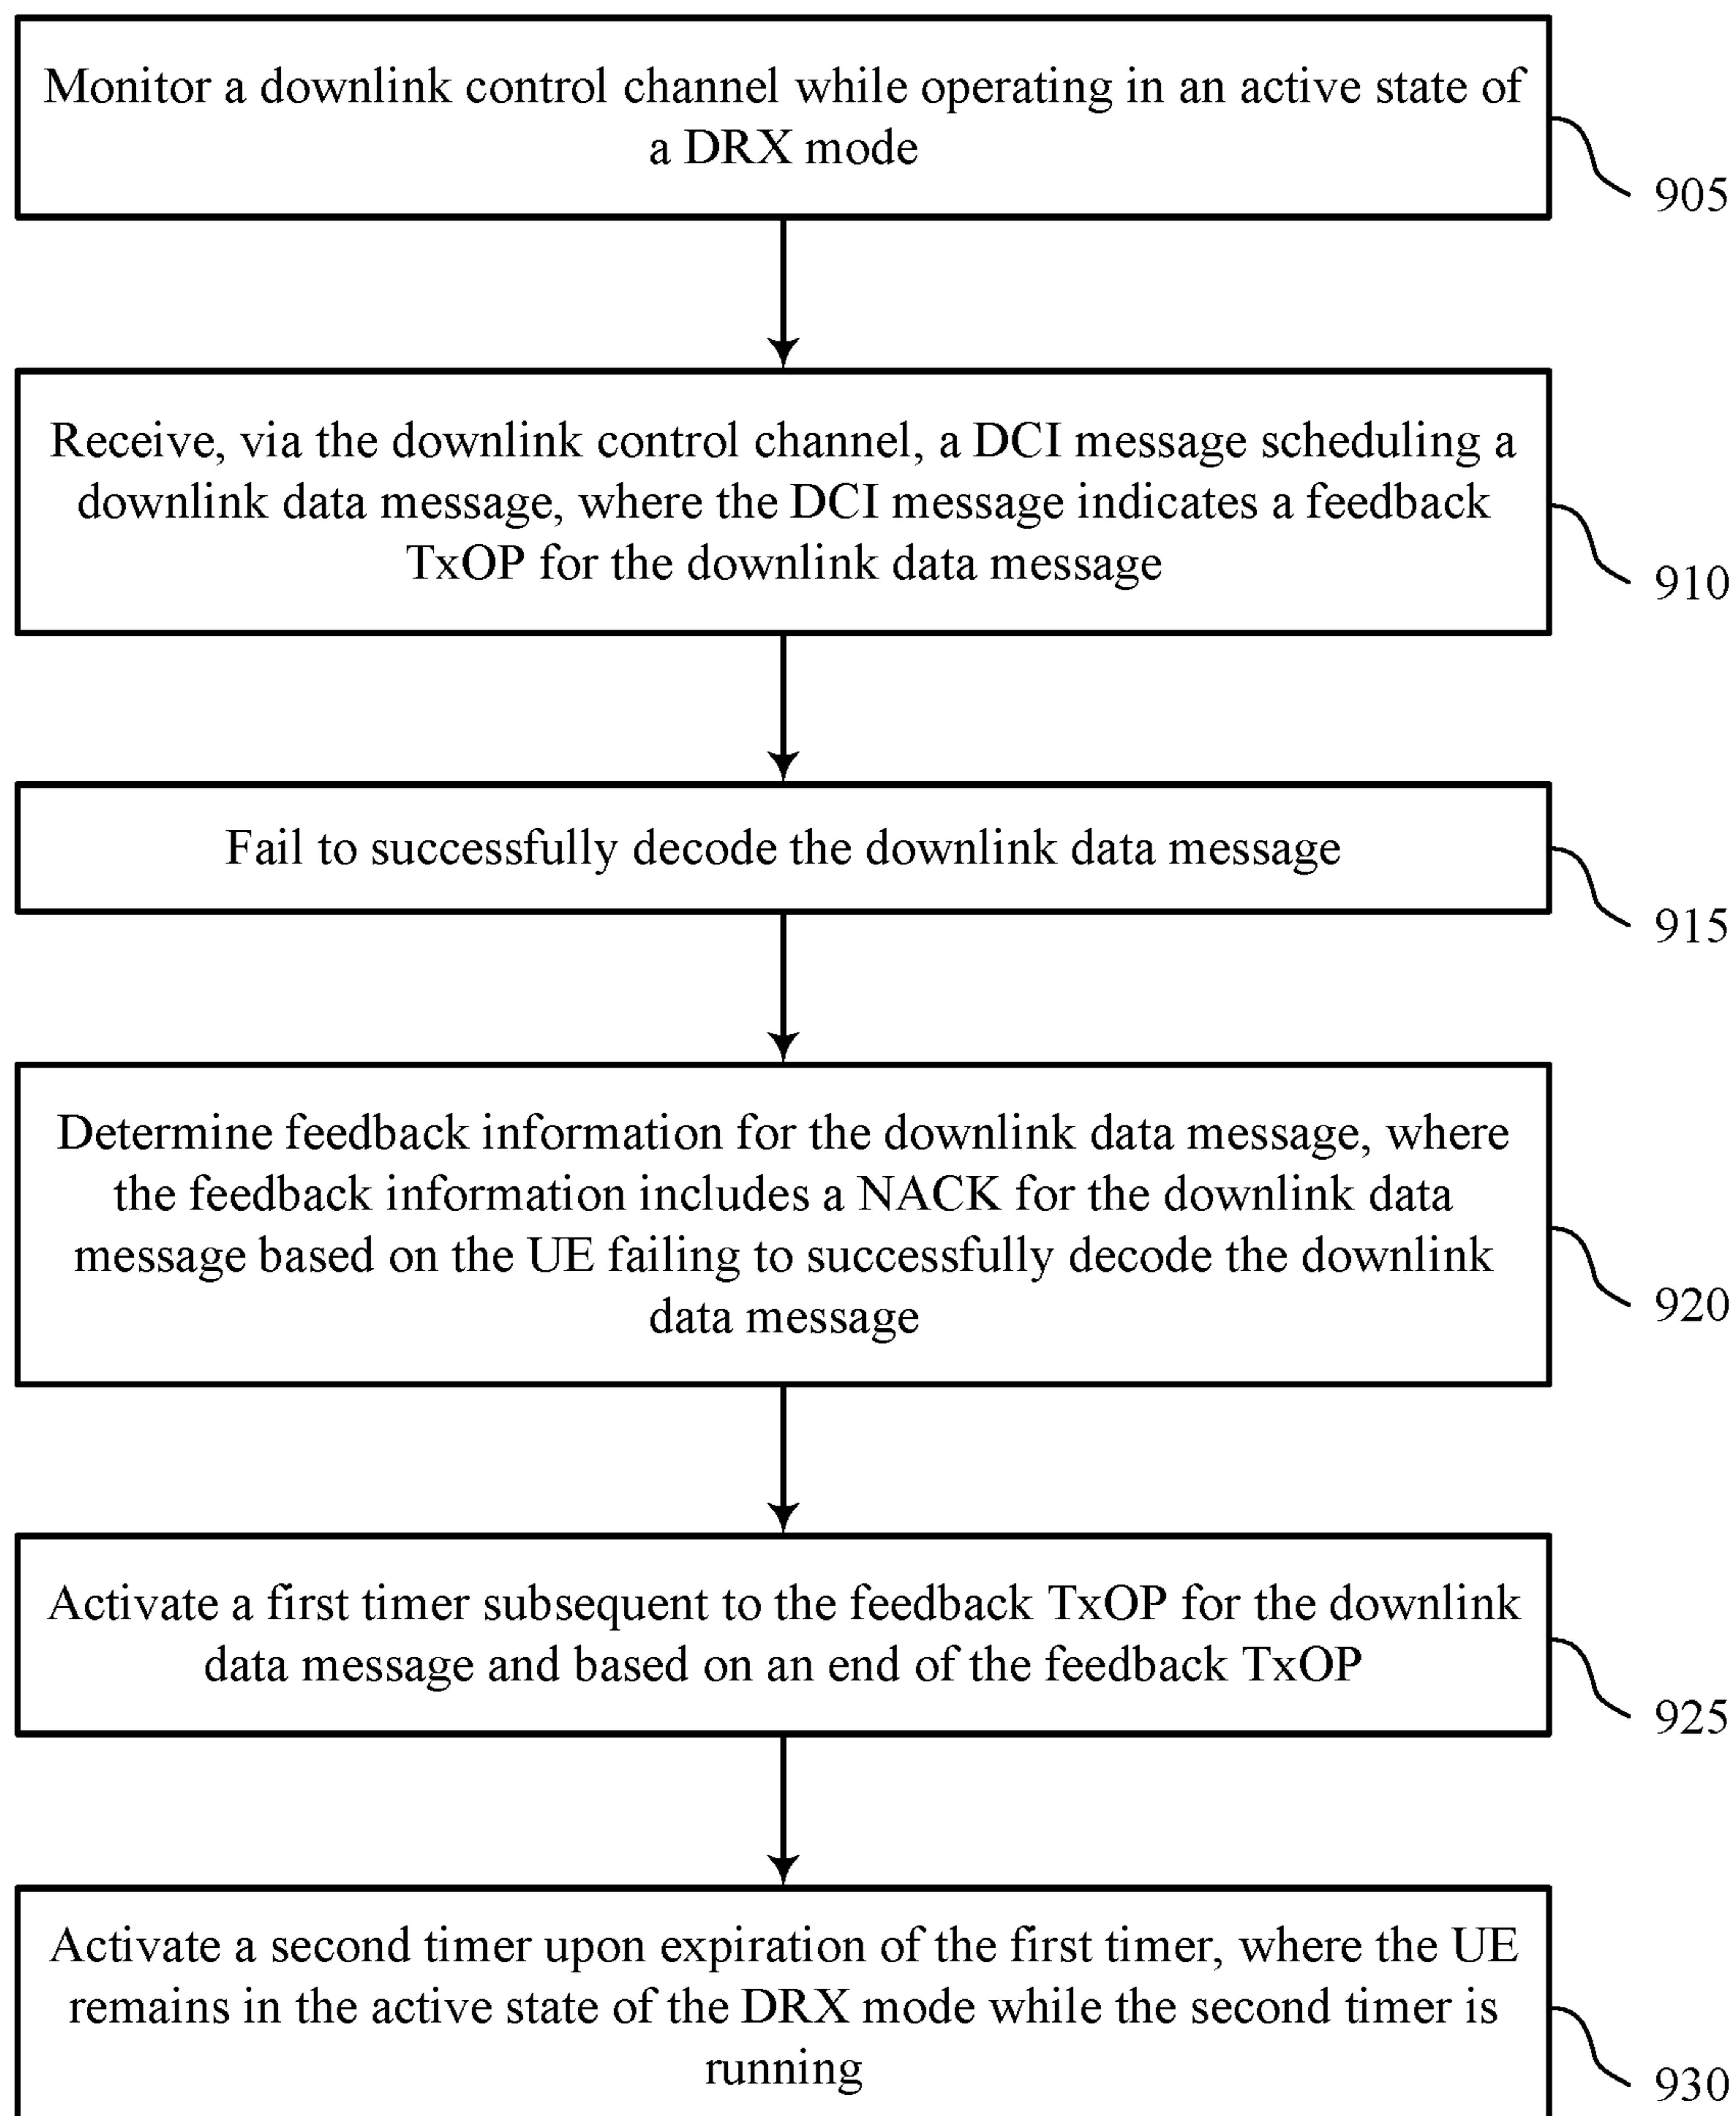 Monitor a downlink control channel while operating in an active state of
a DRX mode
905
Receive, via the downlink control channel, a DCI message scheduling a
downlink data message, where the DCI message indicates a feedback
TxOP for the downlink data message
910
Fail to successfully decode the downlink data message
915
Determine feedback information for the downlink data message, where
the feedback information includes a NACK for the downlink data
message based on the UE failing to successfully decode the downlink
data message
920
Activate a first timer subsequent to the feedback TxOP for the downlink
data message and based on an end of the feedback TxOP
925
Activate a second timer upon expiration of the first timer, where the UE
remains in the active state of the DRX mode while the second timer is
running
930